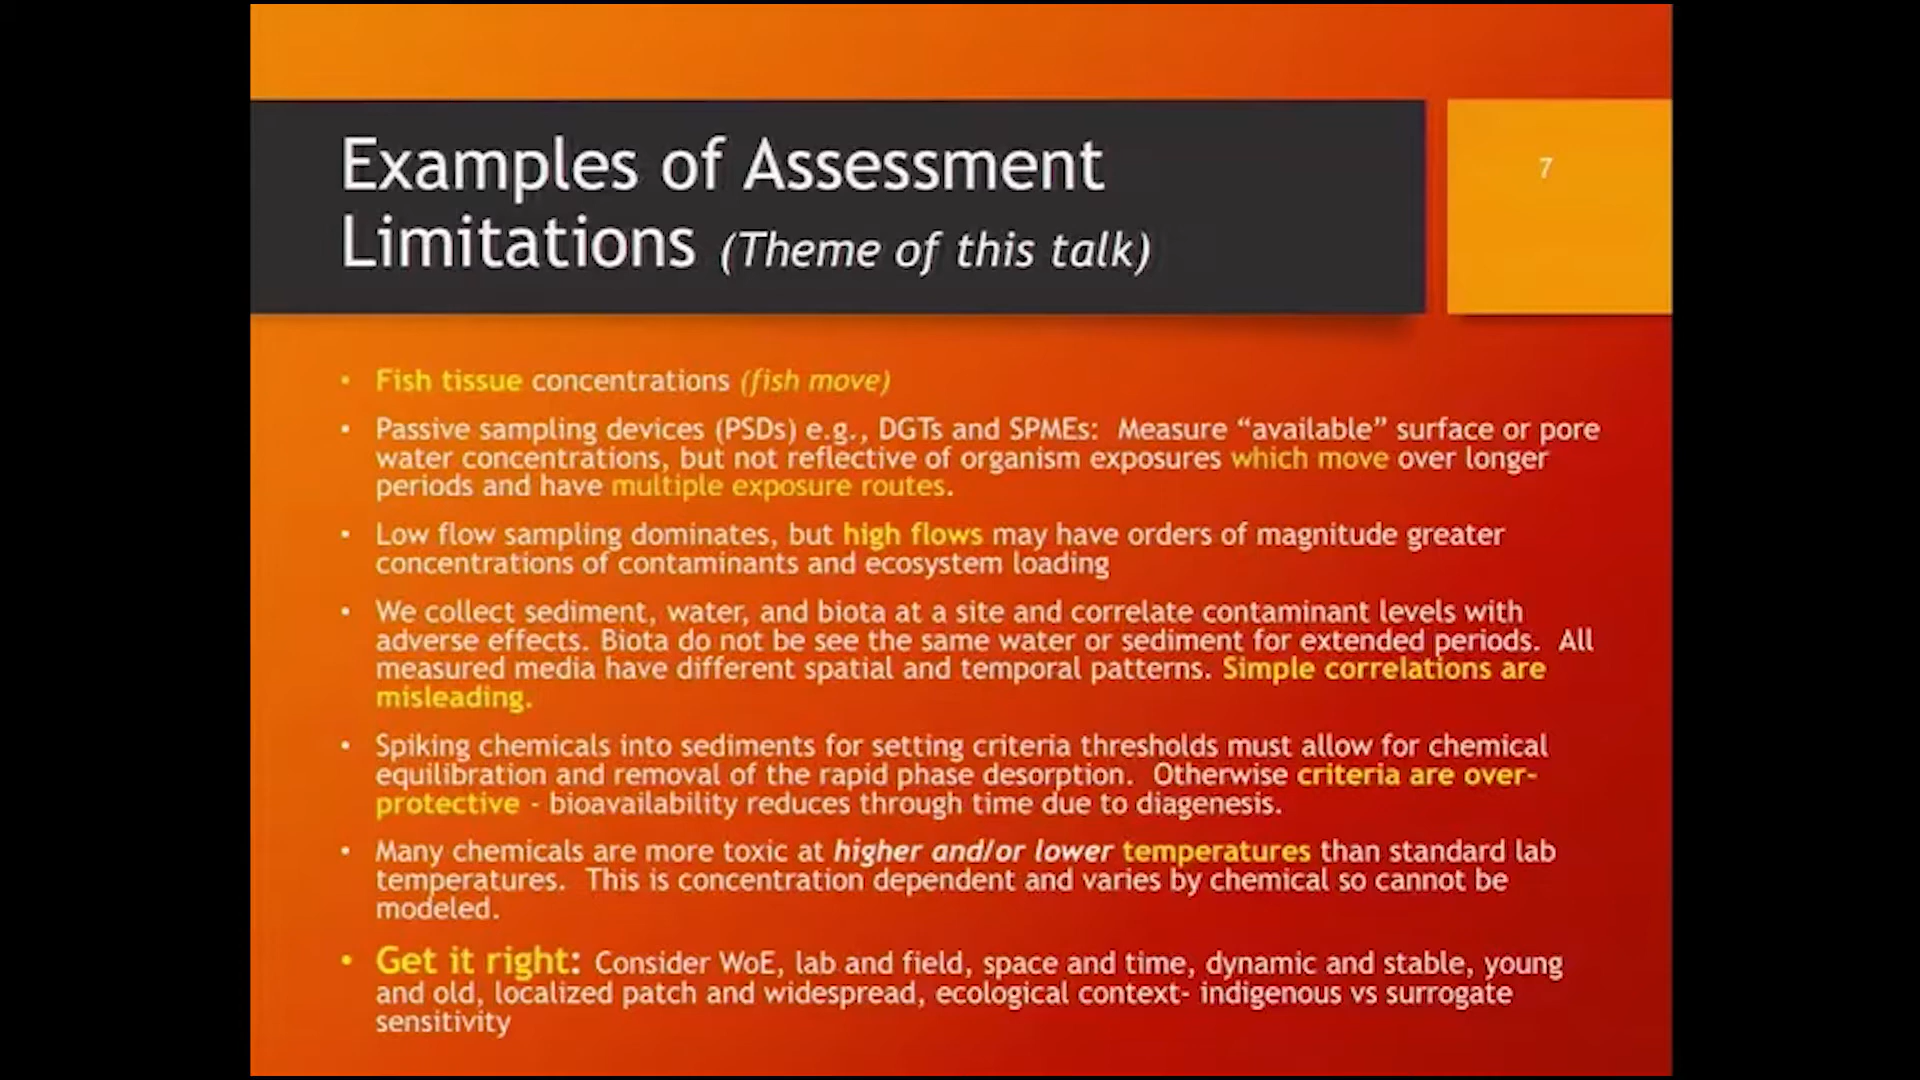 Examples of Assessment
Limitations (Theme of this talk)
7
• Fish tissue concentrations (fish move)
• Passive sampling devices (PSDs) e.g., DGTs and SPMEs: Measure “available” surface or pore
water concentrations, but not reflective of organism exposures which move over longer
periods and have multiple exposure routes.
• Low flow sampling dominates, but high flows may have orders of magnitude greater
concentrations of contaminants and ecosystem loading
• We collect sediment, water, and biota at a site and correlate contaminant levels with
adverse effects. Biota do not be see the same water or sediment for extended periods. All
measured media have different spatial and temporal patterns. Simple correlations are
misleading.
• Spiking chemicals into sediments for setting criteria thresholds must allow for chemical
equilibration and removal of the rapid phase desorption. Otherwise criteria are over-
protective - bioavailability reduces through time due to diagenesis.
• Many chemicals are more toxic at higher and/or lower temperatures than standard lab
temperatures. This is concentration dependent and varies by chemical so cannot be
modeled.
• Get it right: Consider WoE, lab and field, space and time, dynamic and stable, young
and old, localized patch and widespread, ecological context- indigenous vs surrogate
sensitivity